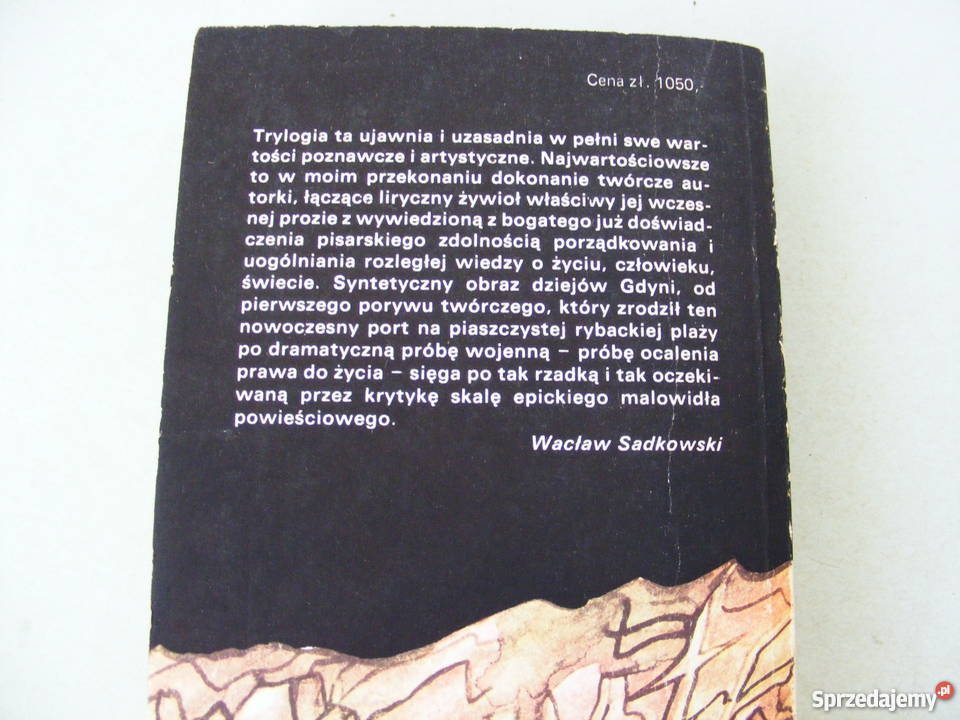 Cena zł. 1050,-
Trylogia ta ujawnia i uzasadnia w pełni swe war-
tości poznawcze i artystyczne. Najwartościowsze
to w moim przekonaniu dokonanie twórcze au-
torki, łączące liryczny żywioł właściwy jej wczes-
nej prozie z wywiedzioną z bogatego już doświad-
czenia pisarskiego zdolnością porządkowania i
uogólniania rozległej wiedzy o życiu, człowieku,
świecie. Syntetyczny obraz dziejów Gdyni, od
pierwszego porywu twórczego, który zrodził ten
nowoczesny port na piaszczystej rybackiej plaży
po dramatyczną próbę wojenną – próbę ocalenia
prawa do życia – sięga po tak rzadką i tak oczeki-
waną przez krytykę skalę epickiego malowidła
powieściowego.
Wacław Sadkowski
Sprzedajemy.pl